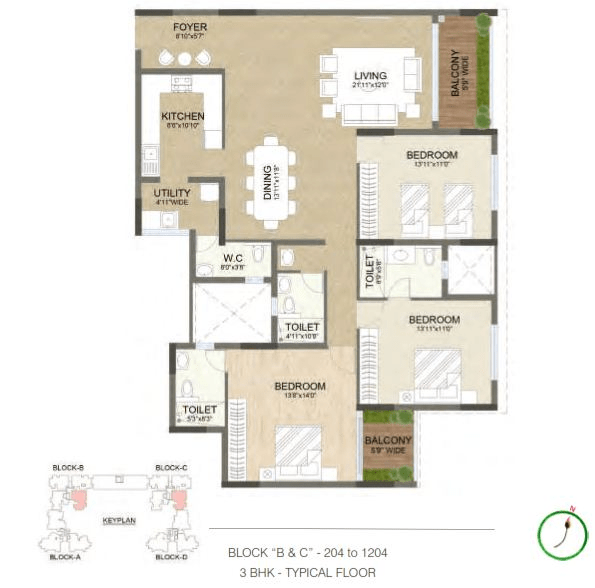 FOYER
8'10"x5'7"
LIVING
21'11"x12'0"
BALCONY
5'9" WIDE
KITCHEN
8'6"x10'10"
BEDROOM
13'11"x11'0"
DINING
13'11"x11'8"
UTILITY
4'11"WIDE
W.C
8'0"x3'8"
TOILET
8'9"x5'8"
TOILET
4'11"x10'9"
BEDROOM
13'11"x11'0"
BEDROOM
13'8"x14'0"
TOILET
5'3"x8'3"
BALCONY
5'9" WIDE
BLOCK-B
BLOCK-C
KEYPLAN
BLOCK-A
BLOCK-D
N
BLOCK “B & C” - 204 to 1204
3 BHK - TYPICAL FLOOR